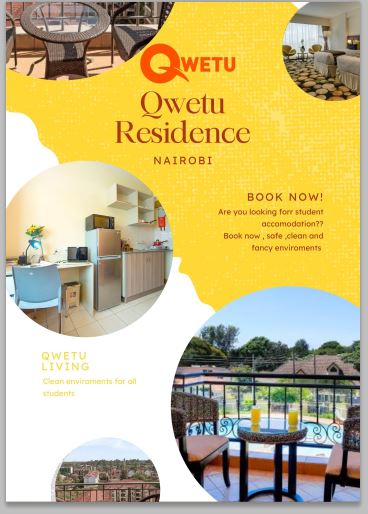 QWETU
Qwetu
Residence
NAIROBI
BOOK NOW!
Are you looking forr student
accomodation??
Book now , safe ,clean and
fancy enviroments
QWETU
LIVING
Clean enviraments for all
students